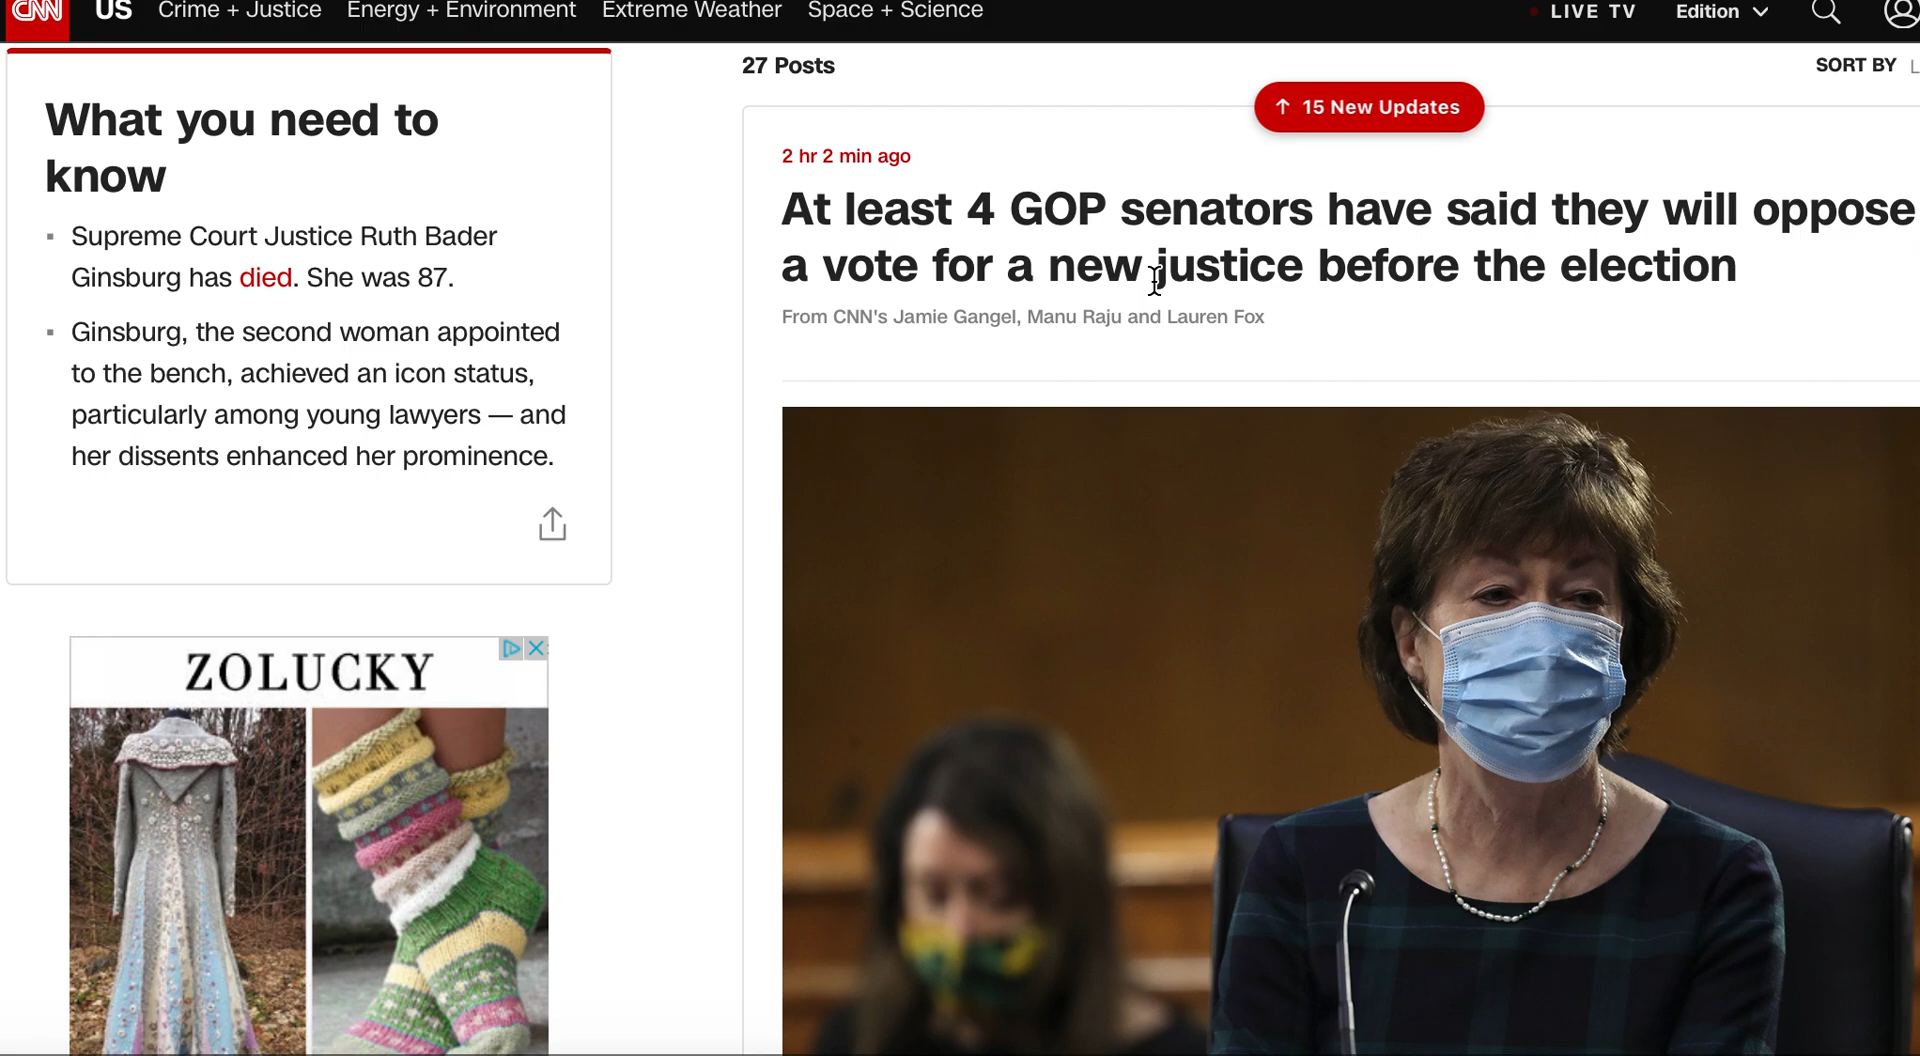 CNN US Crime + Justice Energy + Environment Extreme Weather Space + Science LIVE TV Edition
What you need to
know
Supreme Court Justice Ruth Bader
Ginsburg has died. She was 87.
Ginsburg, the second woman appointed
to the bench, achieved an icon status,
particularly among young lawyers — and
her dissents enhanced her prominence.
ZOLUCKY
27 Posts
SORT BY L
15 New Updates
2 hr 2 min ago
At least 4 GOP senators have said they will oppose
a vote for a new justice before the election
From CNN's Jamie Gangel, Manu Raju and Lauren Fox